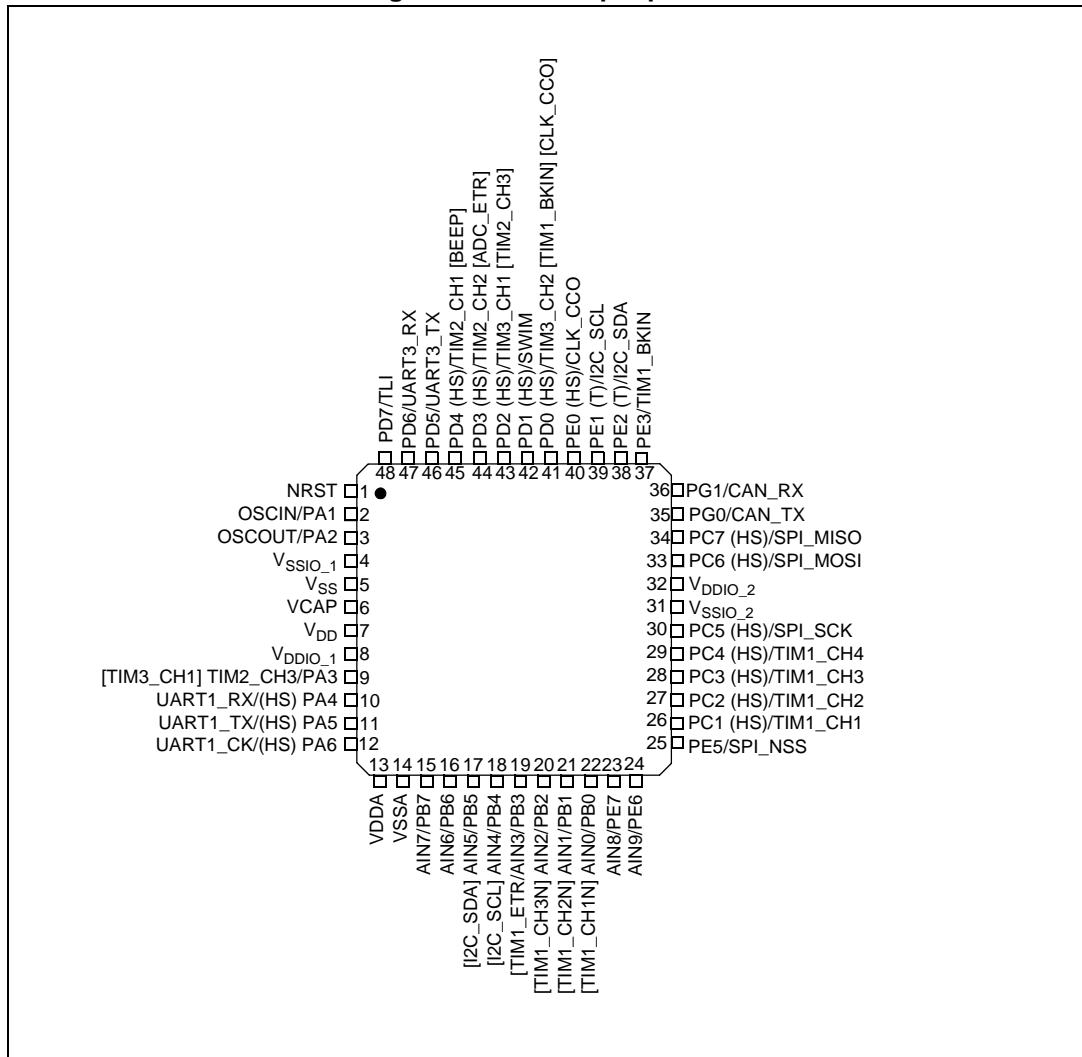 PD7/TLI
PD6/UART3_RX
PD5/UART3_TX
PD4 (HS)/TIM2_CH1 [BEEP]
PD3 (HS)/TIM2_CH2 [ADC_ETR]
PD2 (HS)/TIM3_CH1 [TIM2_CH3]
PD1 (HS)/SWIM
PD0 (HS)/TIM3_CH2 [TIM1_BKIN] [CLK_CCO]
PE0 (HS)/CLK_CCO
PE1 (T)/I2C_SCL
PE2 (T)/I2C_SDA
PE3/TIM1_BKIN
48 47 46 45 44 43 42 41 40 39 38 37
NRST 1
OSCIN/PA1 2
OSCOUT/PA2 3
VSSIO_1 4
VSS 5
VCAP 6
VDD 7
VDDIO_1 8
[TIM3_CH1] TIM2_CH3/PA3 9
UART1_RX/(HS) PA4 10
UART1_TX/(HS) PA5 11
UART1_CK/(HS) PA6 12
36 PG1/CAN_RX
35 PG0/CAN_TX
34 PC7 (HS)/SPI_MISO
33 PC6 (HS)/SPI_MOSI
32 VDDIO_2
31 VSSIO_2
30 PC5 (HS)/SPI_SCK
29 PC4 (HS)/TIM1_CH4
28 PC3 (HS)/TIM1_CH3
27 PC2 (HS)/TIM1_CH2
26 PC1 (HS)/TIM1_CH1
25 PE5/SPI_NSS
13 14 15 16 17 18 19 20 21 22 23 24
VDDA
VSSA
AIN7/PB7
AIN6/PB6
[I2C_SDA] AIN5/PB5
[I2C_SCL] AIN4/PB4
[TIM1_ETR/AIN3/PB3
[TIM1_CH3N] AIN2/PB2
[TIM1_CH2N] AIN1/PB1
[TIM1_CH1N] AIN0/PB0
AIN8/PE7
AIN9/PE6